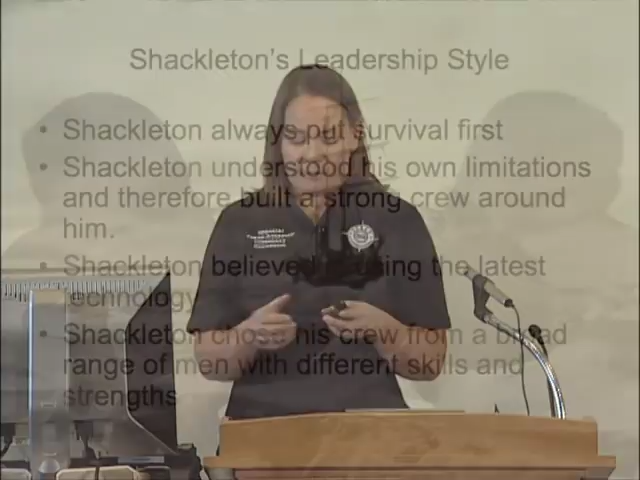 Shackleton's Leadership Style
• Shackleton always put survival first
• Shackleton understood his own limitations
and therefore built a strong crew around
him.
• Shackleton believed in using the latest
technology
• Shackleton chose his crew from a broad
range of men with different skills and
strengths